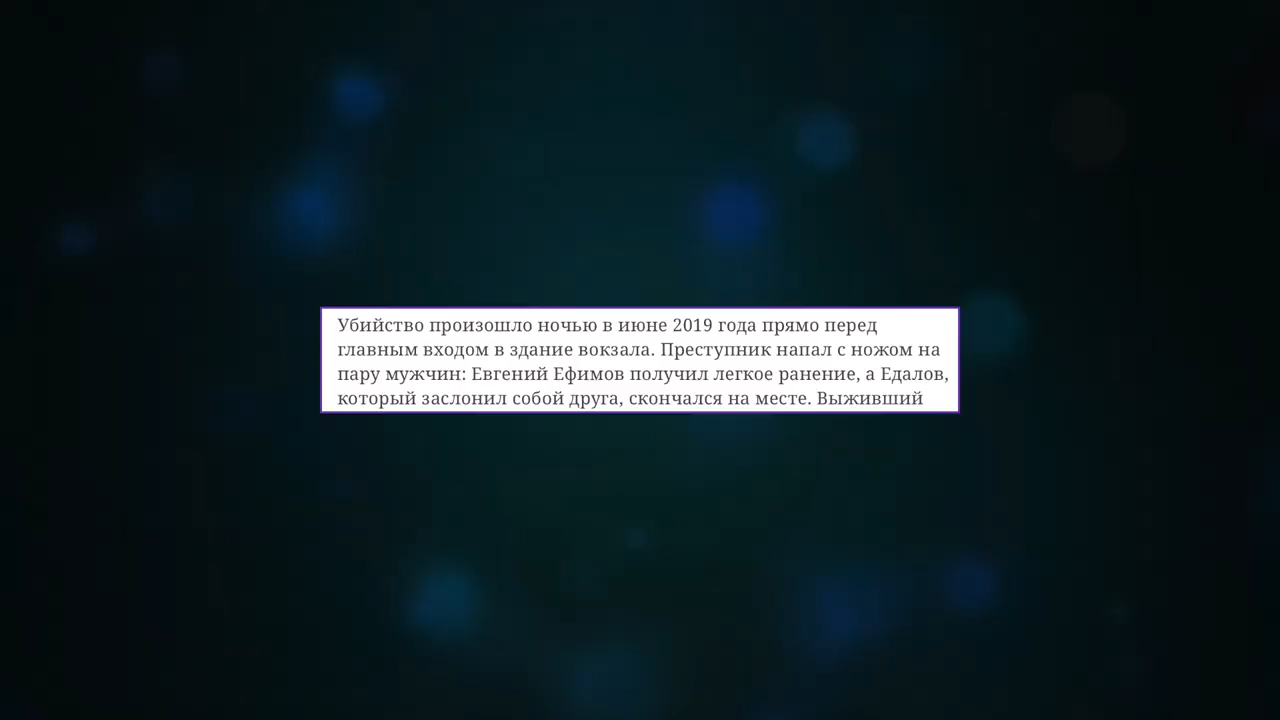 Убийство произошло ночью в июне 2019 года прямо перед
главным входом в здание вокзала. Преступник напал с ножом на
пару мужчин: Евгений Ефимов получил легкое ранение, а Едалов,
который заслонил собой друга, скончался на месте. Выживший